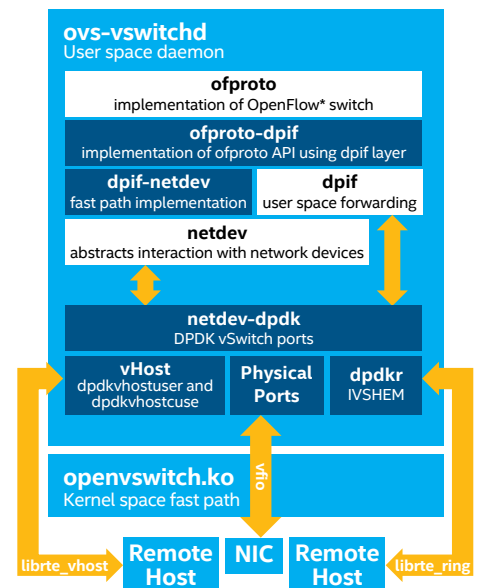 ovs-vswitchd
User space daemon
ofproto
implementation of OpenFlow* switch
ofproto-dpif
implementation of ofproto API using dpif layer
dpif-netdev
fast path implementation
dpif
user space forwarding
netdev
abstracts interaction with network devices
netdev-dpdk
DPDK vSwitch ports
vHost
dpdkvhostuser and
dpdkvhostcuse
Physical
Ports
dpdkr
IVSHEM
vfio
openvswitch.ko
Kernel space fast path
librte_vhost
Remote
Host
NIC
Remote
Host
librte_ring